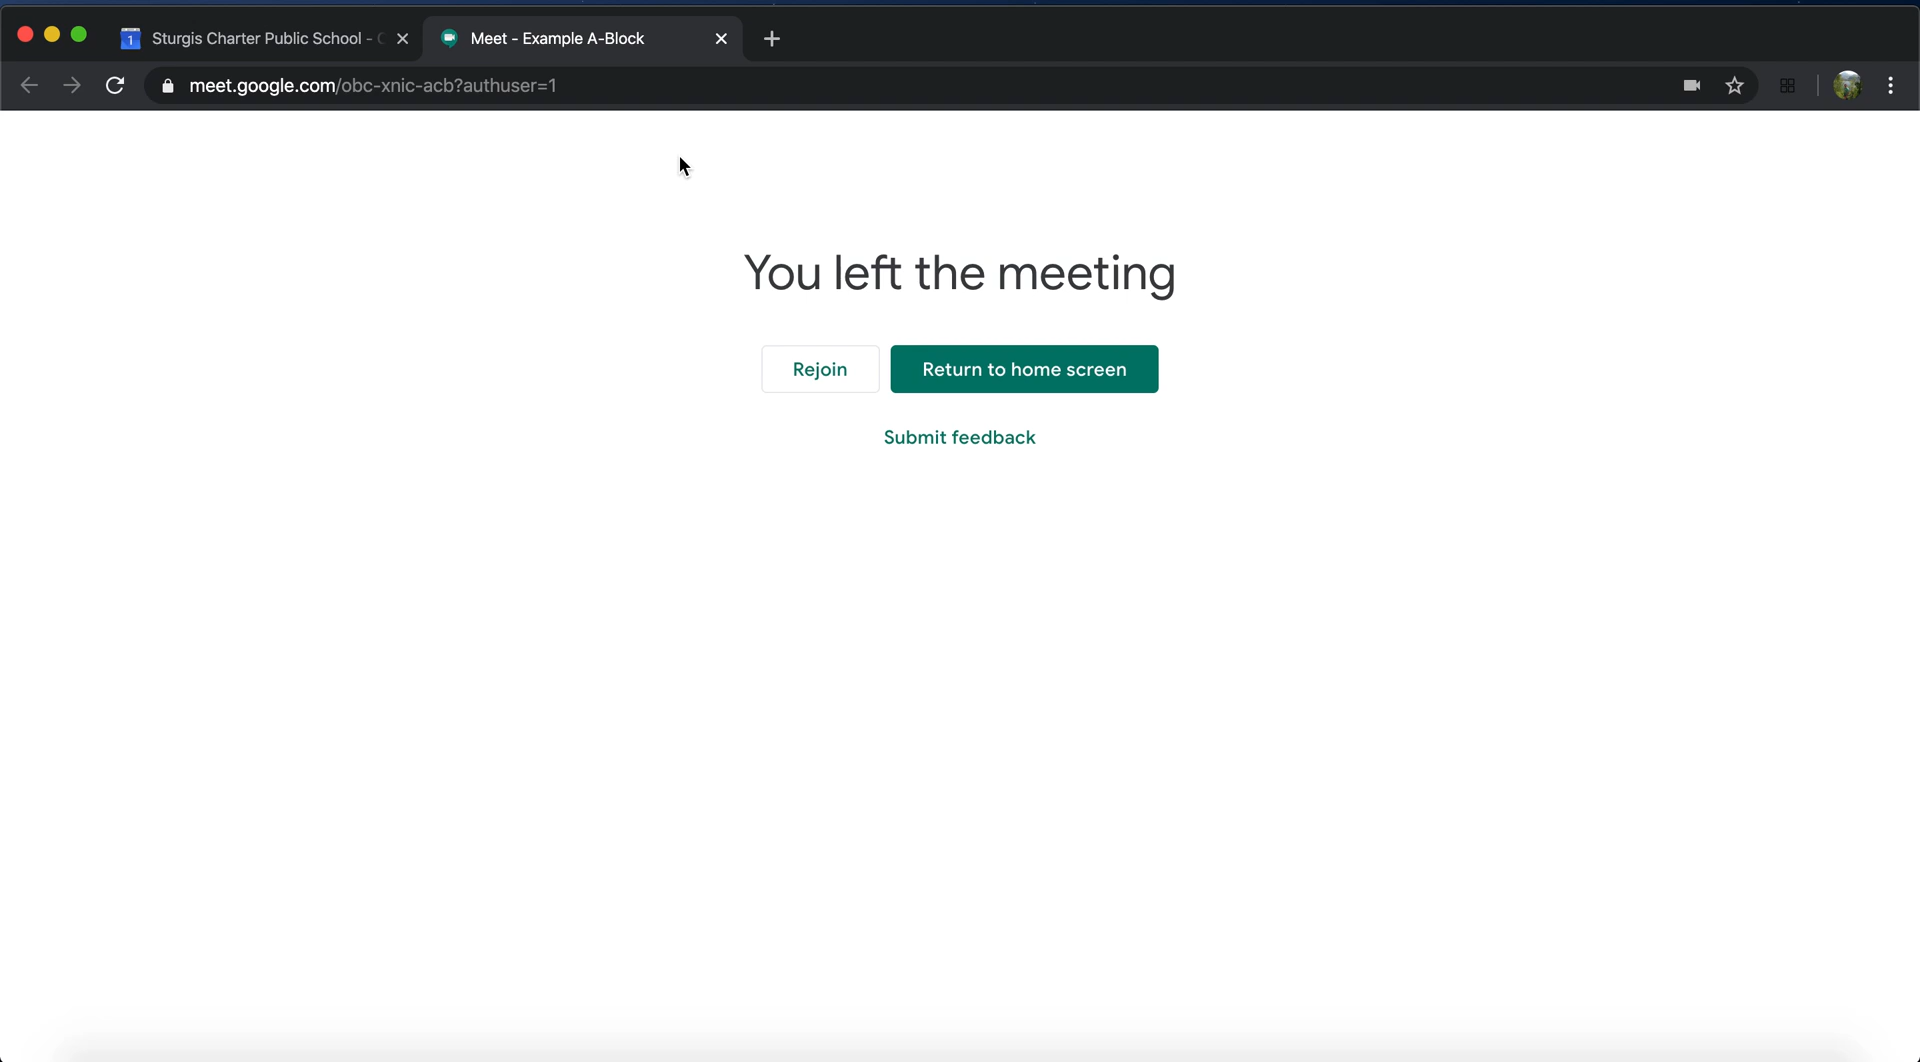 1 Sturgis Charter Public School -
Meet - Example A-Block
meet.google.com/obc-xnic-acb?authuser=1
You left the meeting
Rejoin
Return to home screen
Submit feedback